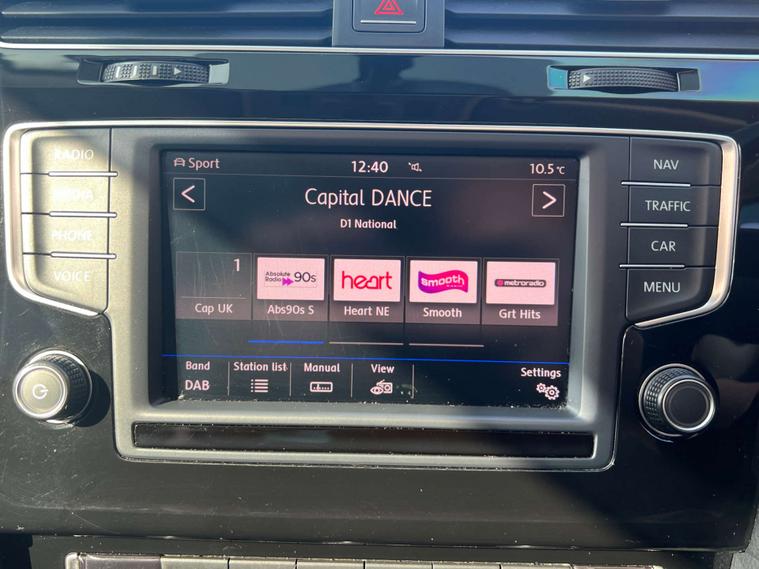 RADIO
MEDIA
PHONE
VOICE
Sport 12:40 10.5°C
< Capital DANCE >
D1 National
1
Absolute Radio 90s
heart
smooth
RADIO
metroradio
Cap UK Abs90s S Heart NE Smooth Grt Hits
Band Station list Manual View Settings
DAB
NAV
TRAFFIC
CAR
MENU